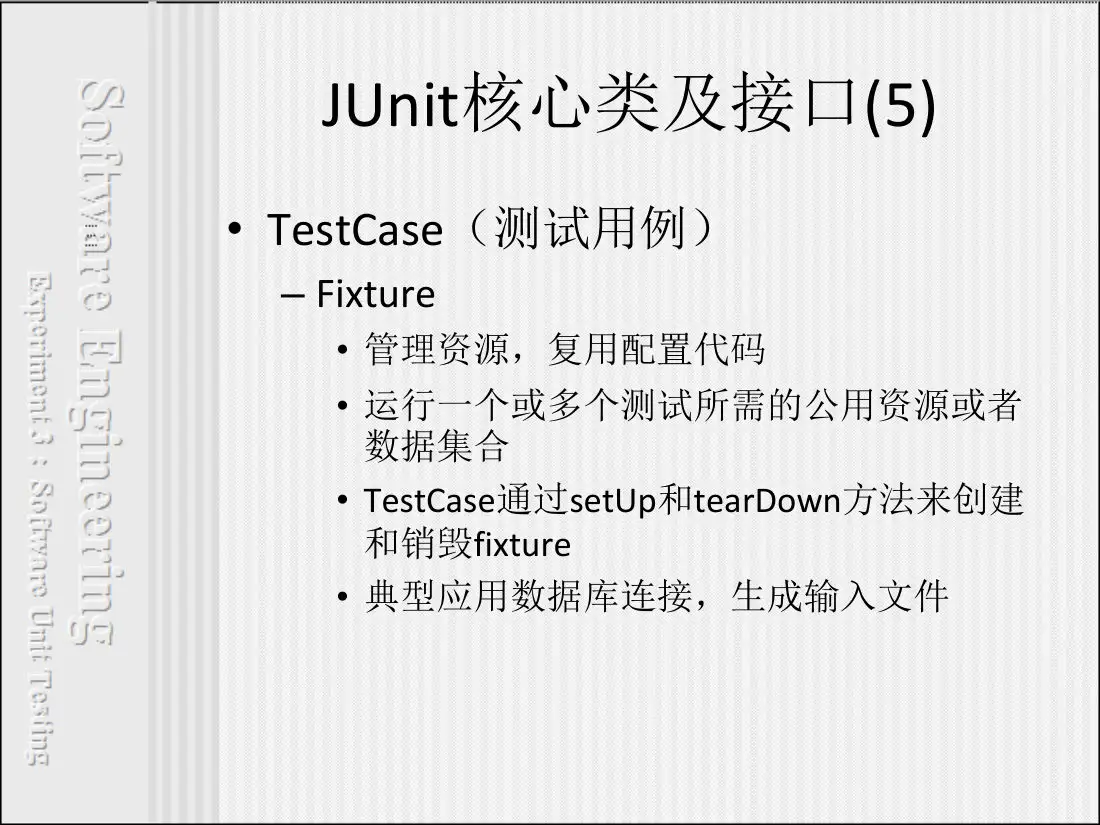 JUnit核心类及接口(5)
• TestCase（测试用例）
– Fixture
• 管理资源，复用配置代码
• 运行一个或多个测试所需的公用资源或者
数据集合
• TestCase通过setUp和tearDown方法来创建
和销毁fixture
• 典型应用数据库连接，生成输入文件
Software Engineering
Experiment 3 : Software Unit Testing